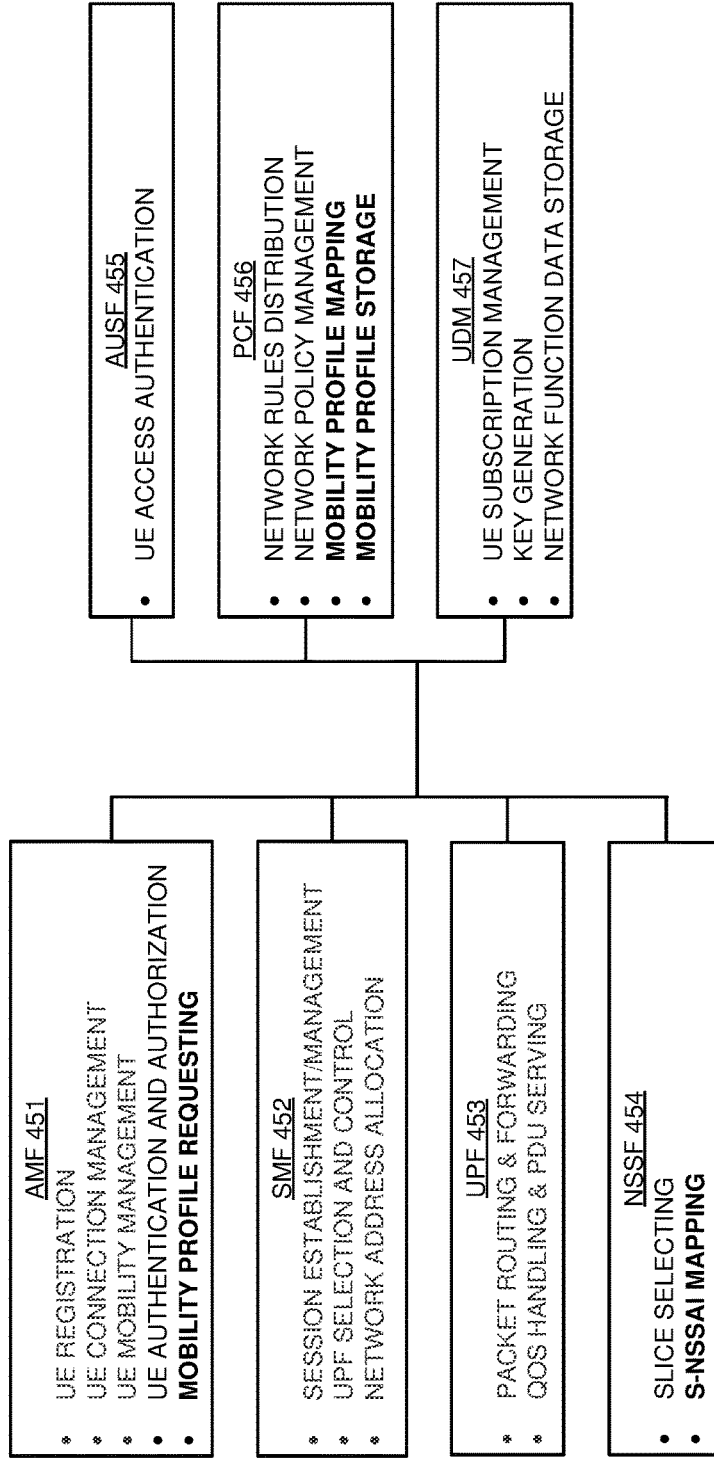 AMF 451
• UE REGISTRATION
• UE CONNECTION MANAGEMENT
• UE MOBILITY MANAGEMENT
• UE AUTHENTICATION AND AUTHORIZATION
• MOBILITY PROFILE REQUESTING
SMF 452
• SESSION ESTABLISHMENT/MANAGEMENT
• UPF SELECTION AND CONTROL
• NETWORK ADDRESS ALLOCATION
UPF 453
• PACKET ROUTING & FORWARDING
• QOS HANDLING & PDU SERVING
NSSF 454
• SLICE SELECTING
• S-NSSAI MAPPING
AUSF 455
• UE ACCESS AUTHENTICATION
PCF 456
• NETWORK RULES DISTRIBUTION
• NETWORK POLICY MANAGEMENT
• MOBILITY PROFILE MAPPING
• MOBILITY PROFILE STORAGE
UDM 457
• UE SUBSCRIPTION MANAGEMENT
• KEY GENERATION
• NETWORK FUNCTION DATA STORAGE